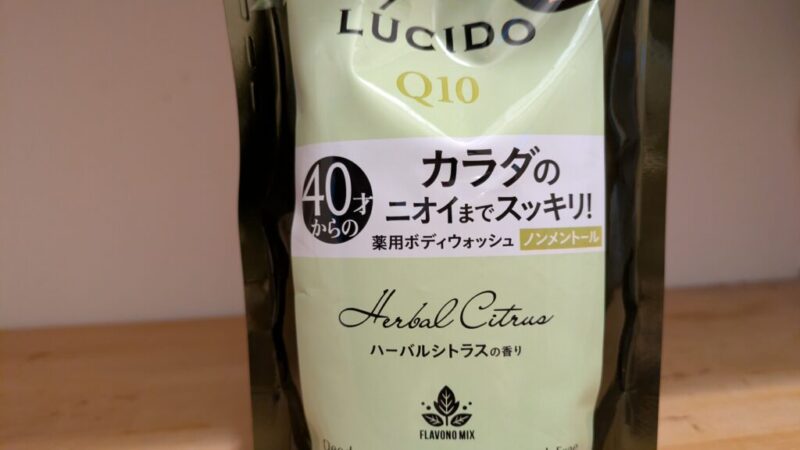 LÚCIDO
Q10
40才
からの
カラダの
ニオイまでスッキリ!
薬用ボディウォッシュ ノンメントール
Herbal Citrus
ハーバルシトラスの香り
FLAVONO MIX